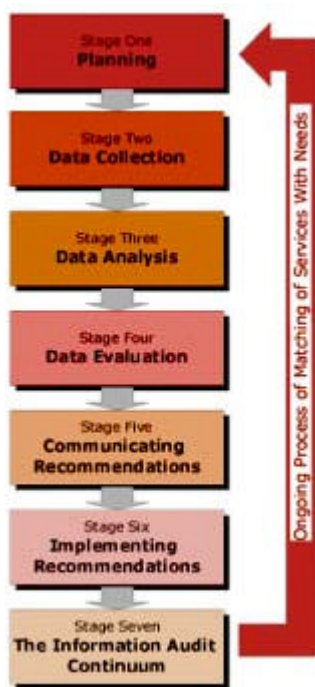 Stage One
Planning
Stage Two
Data Collection
Stage Three
Data Analysis
Stage Four
Data Evaluation
Stage Five
Communicating
Recommendations
Stage Six
Implementing
Recommendations
Stage Seven
The Information Audit
Continuum
Ongoing Process of Matching of Services With Needs